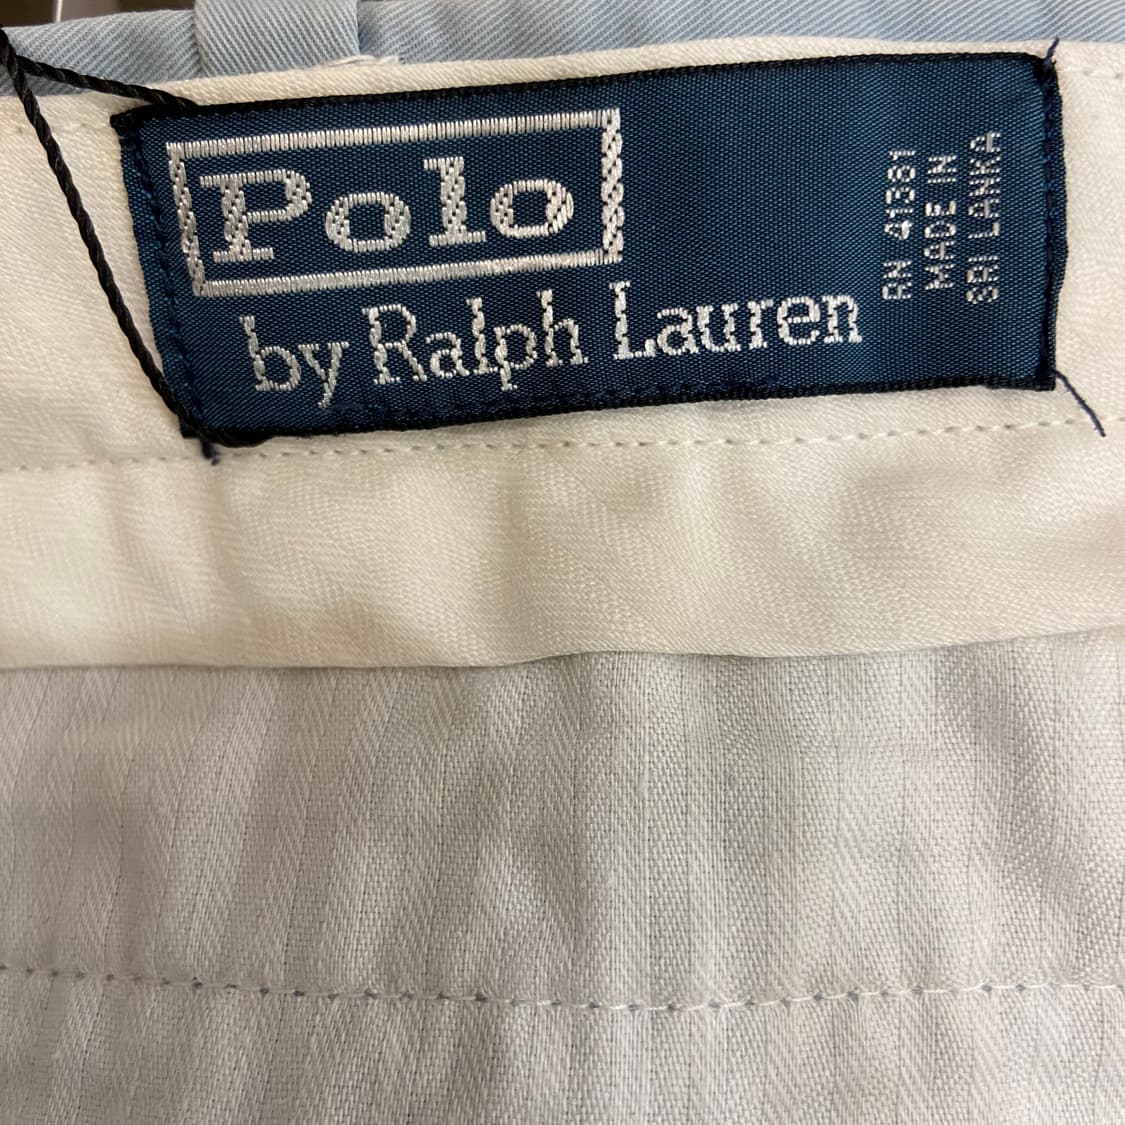 Polo
by Ralph Lauren
RN 41381
MADE IN
SRI LANKA